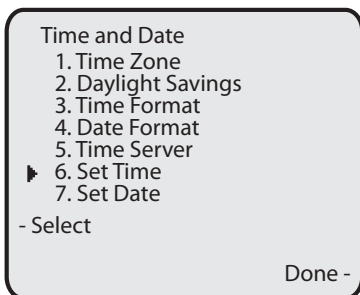 Time and Date
1. Time Zone
2. Daylight Savings
3. Time Format
4. Date Format
5. Time Server
6. Set Time
7. Set Date
- Select
Done -